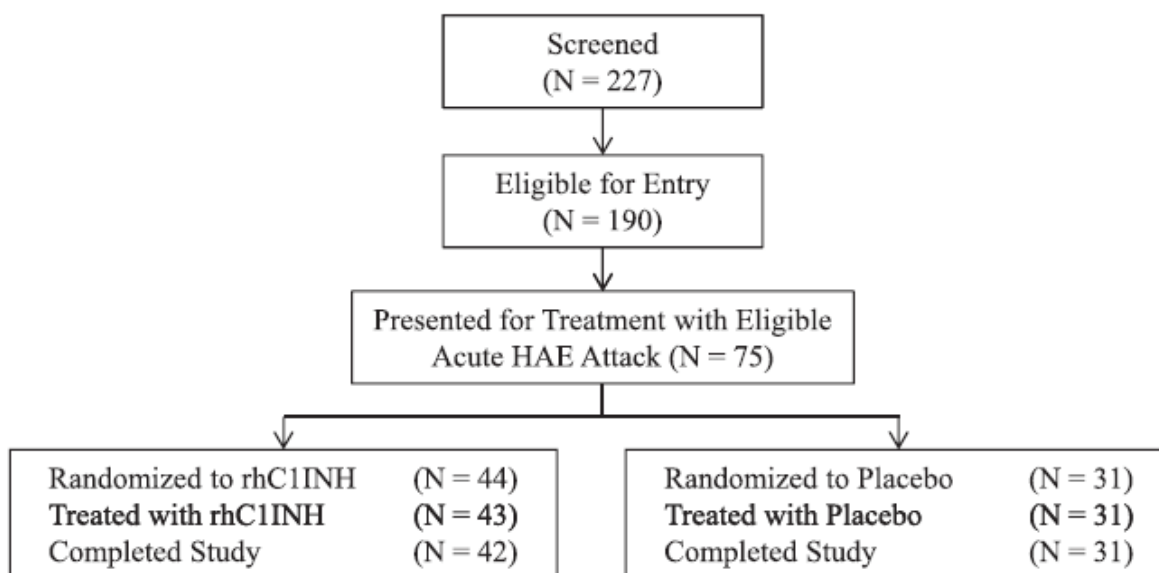 Screened
(N = 227)
Eligible for Entry
(N = 190)
Presented for Treatment with Eligible
Acute HAE Attack (N = 75)
Randomized to rhC1INH (N = 44)
Treated with rhC1INH (N = 43)
Completed Study (N = 42)
Randomized to Placebo (N = 31)
Treated with Placebo (N = 31)
Completed Study (N = 31)